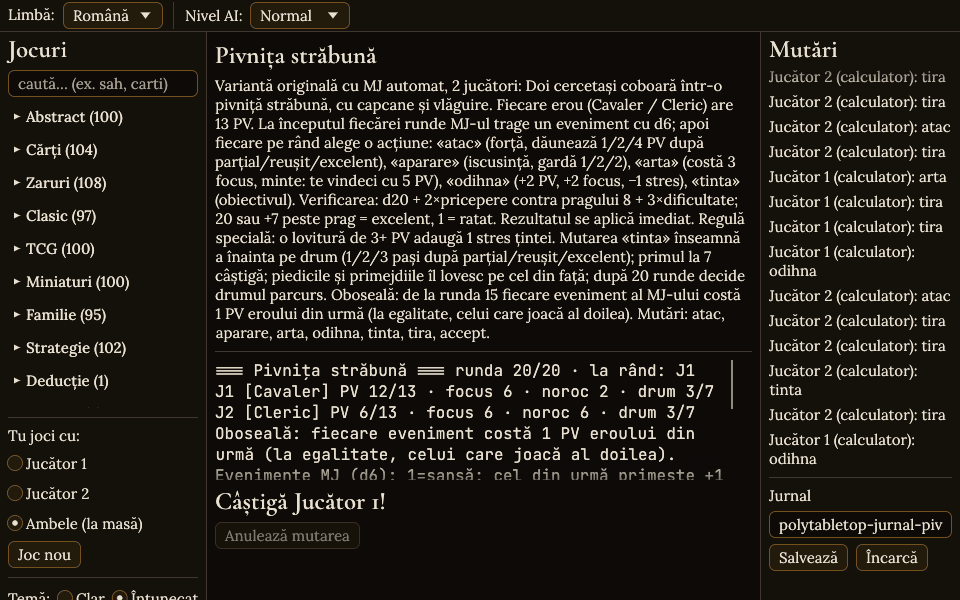 Limbă: Română ▼ Nivel AI: Normal ▼
Jocuri
caută... (ex. sah, carti)
▸ Abstract (100)
▸ Cărți (104)
▸ Zaruri (108)
▸ Clasic (97)
▸ TCG (100)
▸ Miniaturi (100)
▸ Familie (95)
▸ Strategie (102)
▸ Deducție (1)
Tu joci cu:
Jucător 1
Jucător 2
Ambele (la masă)
Joc nou
Temă: Clar Întunecat
Pivnița străbună
Variantă originală cu MJ automat, 2 jucători: Doi cercetași coboară într-o
pivniță străbună, cu capcane și vlăguire. Fiecare erou (Cavaler / Cleric) are
13 PV. La începutul fiecărei runde MJ-ul trage un eveniment cu d6; apoi
fiecare pe rând alege o acțiune: «atac» (forță, dăunează 1/2/4 PV după
parțial/reușit/excelent), «aparare» (iscusință, gardă 1/2/2), «arta» (costă 3
focus, minte: te vindeci cu 5 PV), «odihna» (+2 PV, +2 focus, −1 stres), «tinta»
(obiectivul). Verificarea: d20 + 2×pricepere contra pragului 8 + 3×dificultate;
20 sau +7 peste prag = excelent, 1 = ratat. Rezultatul se aplică imediat. Regulă
specială: o lovitură de 3+ PV adaugă 1 stres țintei. Mutarea «tinta» înseamnă
a înainta pe drum (1/2/3 pași după parțial/reușit/excelent); primul la 7
câștigă; piedicile și primejdiile îl lovesc pe cel din față; după 20 runde decide
drumul parcurs. Oboseală: de la runda 15 fiecare eveniment al MJ-ului costă
1 PV eroului din urmă (la egalitate, celui care joacă al doilea). Mutări: atac,
aparare, arta, odihna, tinta, tira, accept.
═══ Pivnița străbună ═══ runda 20/20 · la rând: J1
J1 [Cavaler] PV 12/13 · focus 6 · noroc 2 · drum 3/7
J2 [Cleric] PV 6/13 · focus 6 · noroc 6 · drum 3/7
Oboseală: fiecare eveniment costă 1 PV eroului din
urmă (la egalitate, celui care joacă al doilea).
Evenimente MJ (d6): 1=șansă: cel din urmă primește +1
Câștigă Jucător 1!
Anulează mutarea
Mutări
Jucător 2 (calculator): tira
Jucător 2 (calculator): tira
Jucător 2 (calculator): atac
Jucător 2 (calculator): tira
Jucător 1 (calculator): arta
Jucător 1 (calculator): tira
Jucător 1 (calculator): tira
Jucător 1 (calculator):
odihna
Jucător 2 (calculator): atac
Jucător 2 (calculator): tira
Jucător 2 (calculator):
tinta
Jucător 2 (calculator): tira
Jucător 1 (calculator):
odihna
Jurnal
polytabletop-jurnal-piv
Salvează Încarcă